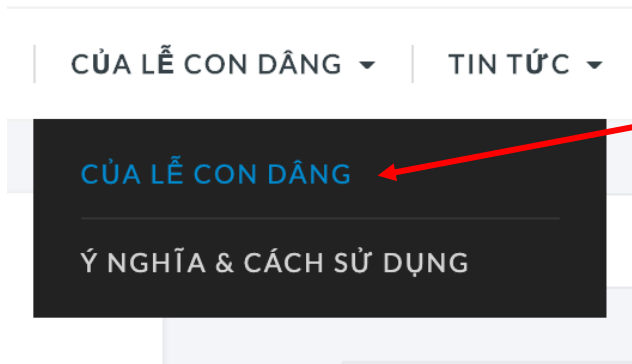 CỦA LỄ CON DÂNG TIN TỨC
CỦA LỄ CON DÂNG
Ý NGHĨA & CÁCH SỬ DỤNG